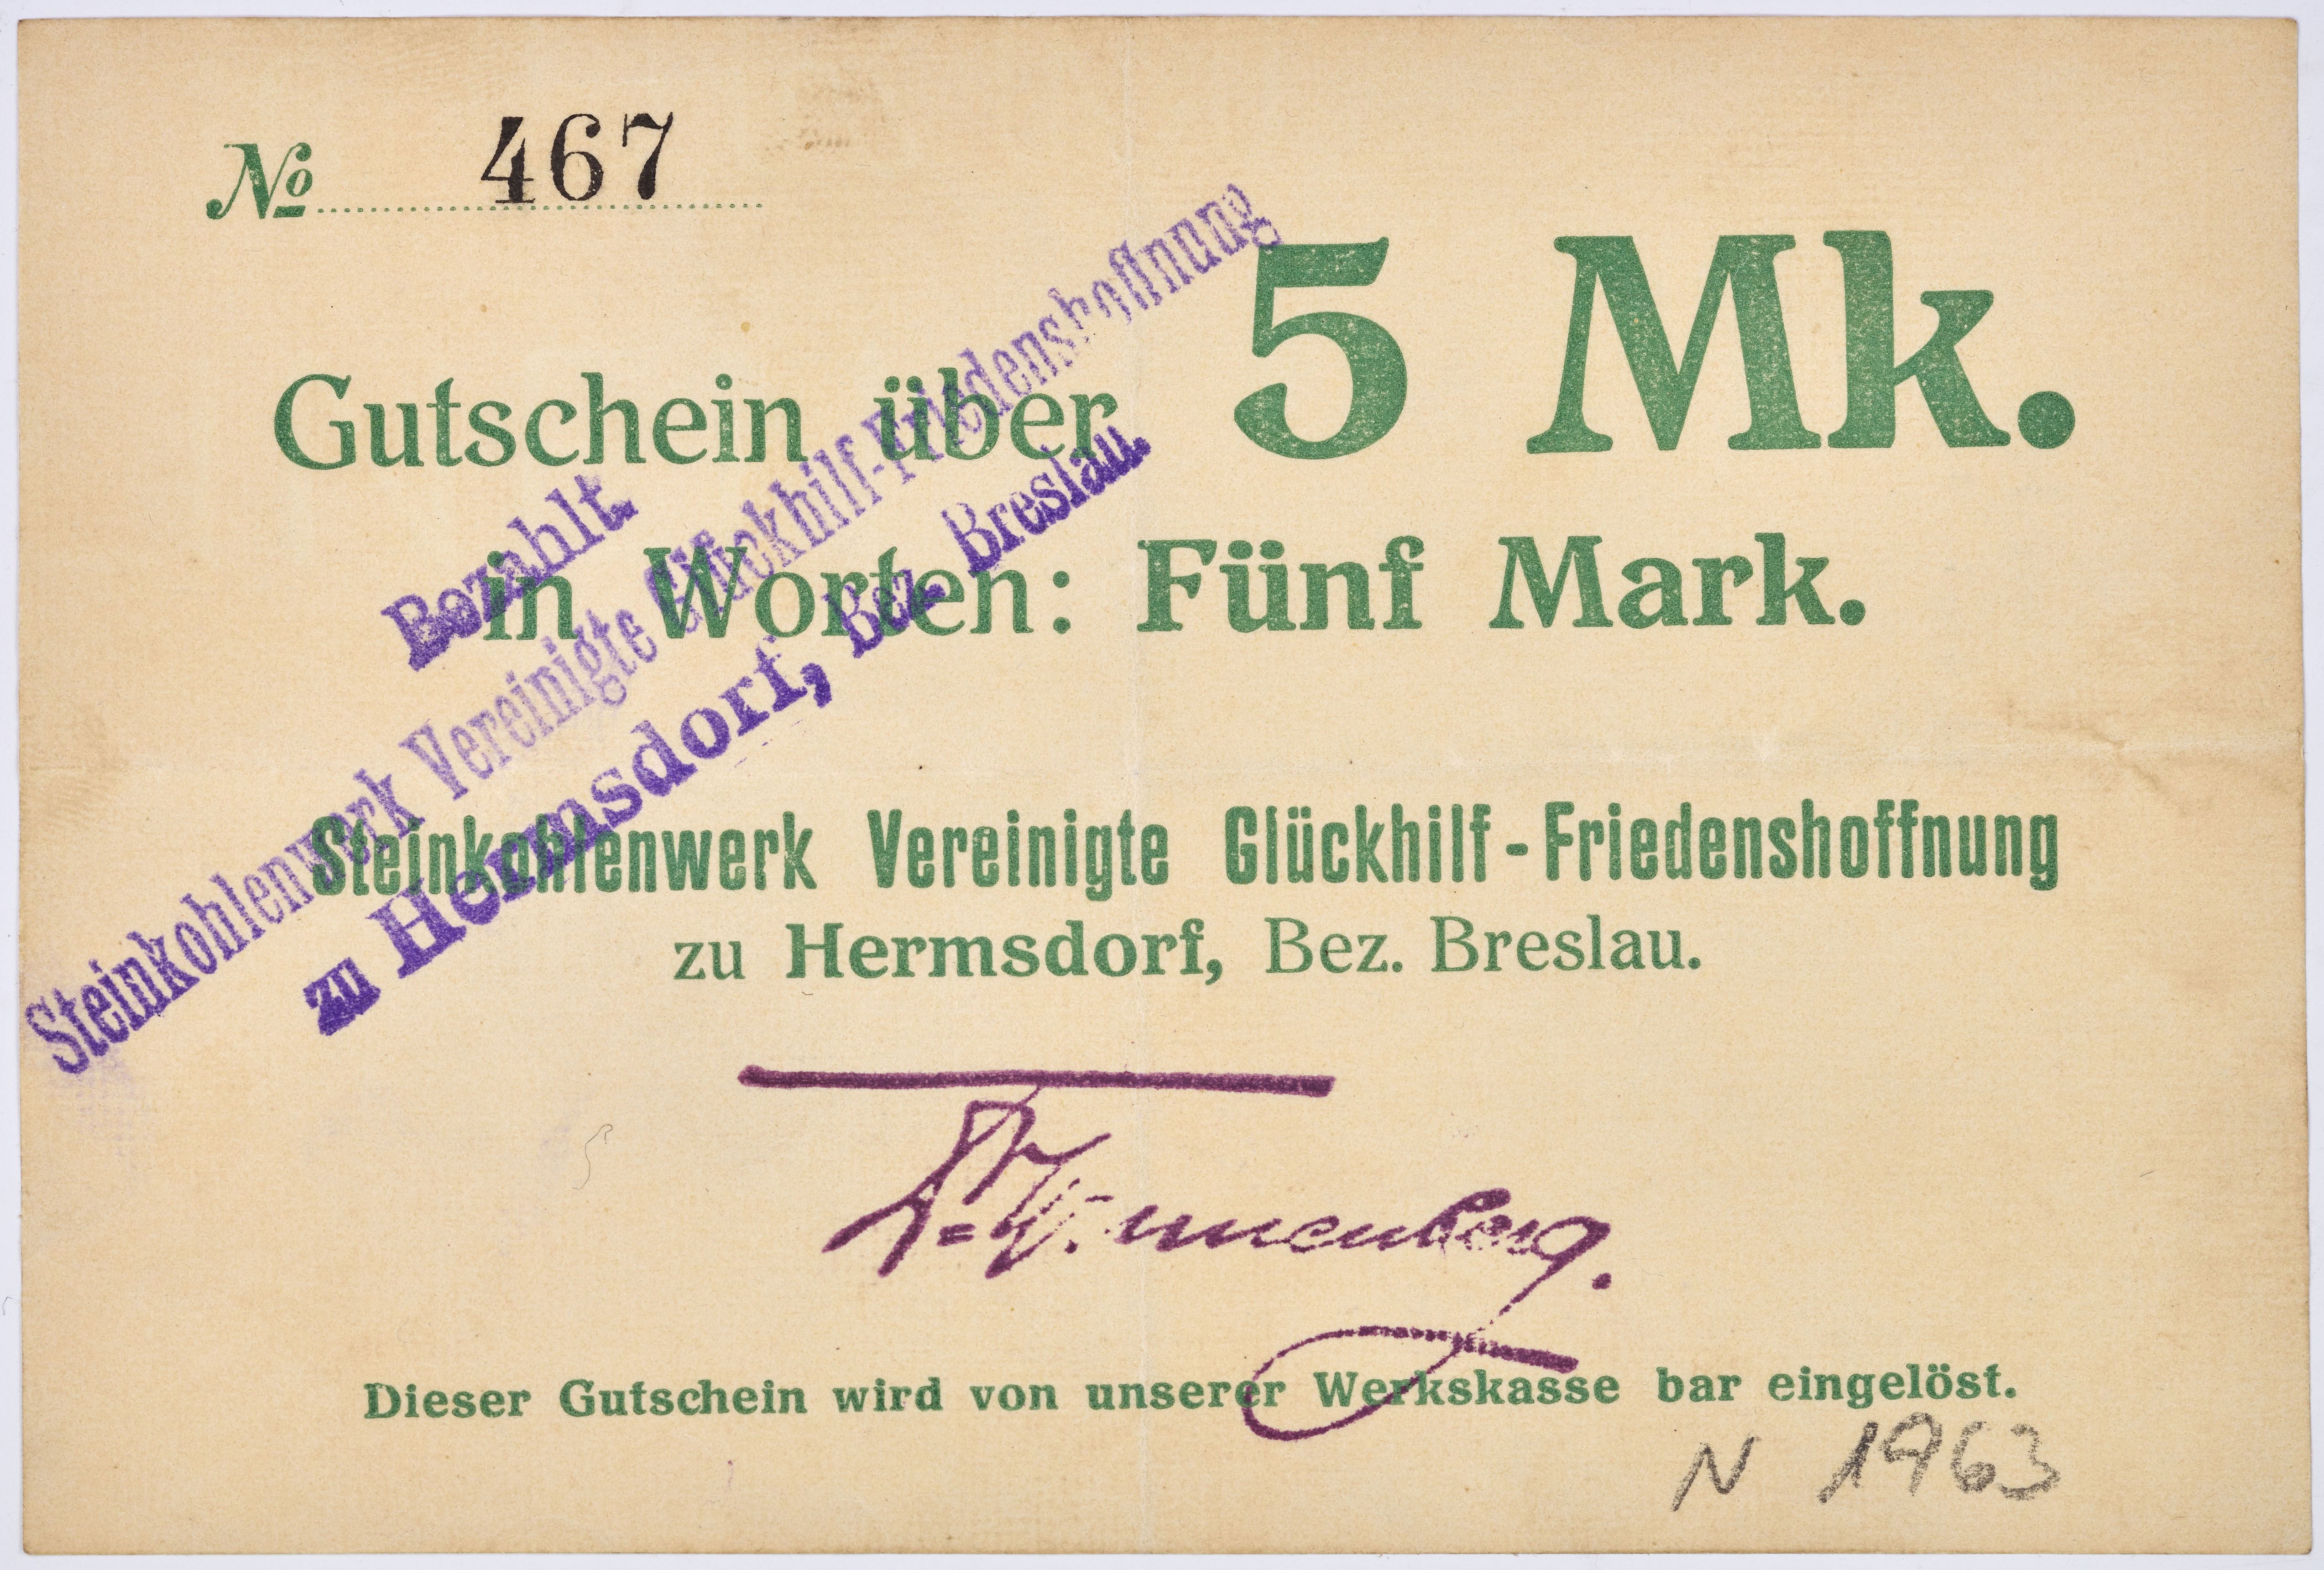 No 467
Gutschein über 5 Mk.
in Worten: Fünf Mark.
Bezahlt.
Steinkohlenwerk Vereinigte Glückhilf-Friedenshoffnung
zu Hermsdorf, Bez. Breslau.
Steinkohlenwerk Vereinigte Glückhilf-Friedenshoffnung
zu Hermsdorf, Bez. Breslau.
Dieser Gutschein wird von unserer Werkskasse bar eingelöst.
N 1963